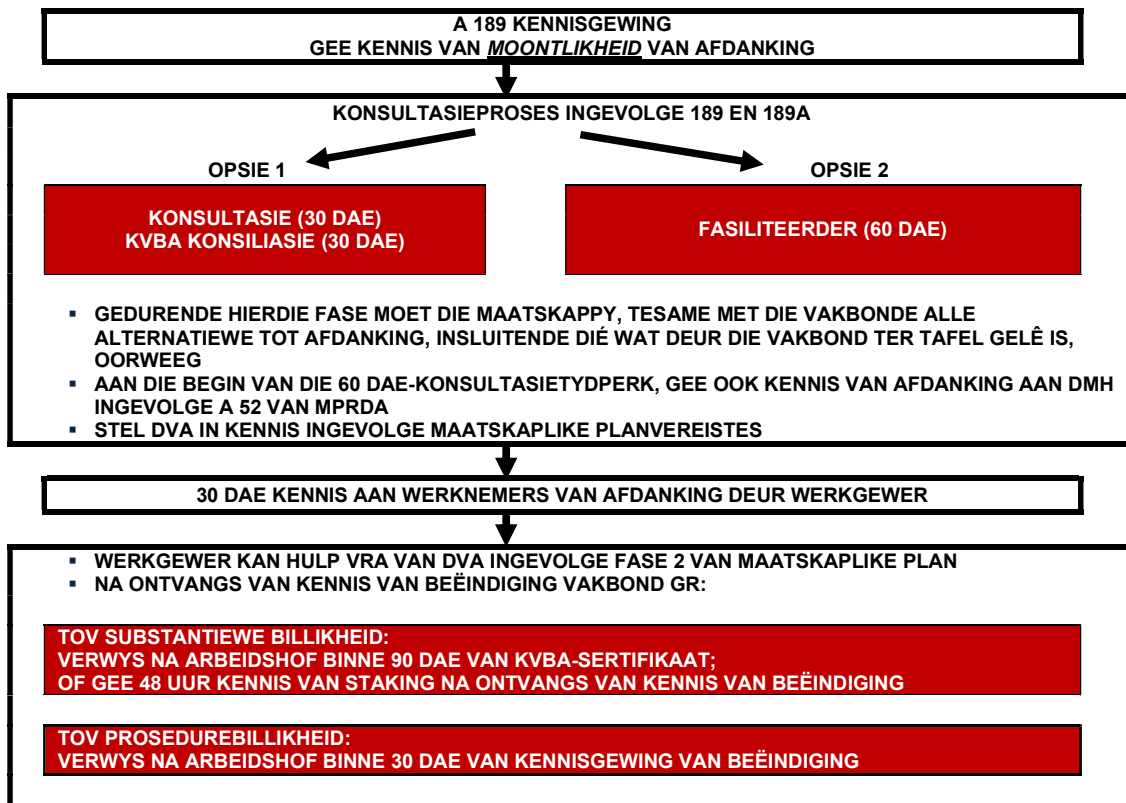 A 189 KENNISGEWING
GEE KENNIS VAN MOONTLIKHEID VAN AFDANKING
KONSULTASIEPROSES INGEVOLGE 189 EN 189A
OPSIE 1
OPSIE 2
KONSULTASIE (30 DAE)
KVBA KONSILIASIE (30 DAE)
FASILITEERDER (60 DAE)
▪ GEDURENDE HIERDIE FASE MOET DIE MAATSKAPPY, TESAME MET DIE VAKBONDE ALLE
ALTERNATIEWE TOT AFDANKING, INSLUITENDE DIÉ WAT DEUR DIE VAKBOND TER TAFEL GELÊ IS,
OORWEEG
▪ AAN DIE BEGIN VAN DIE 60 DAE-KONSULTASIETYDPERK, GEE OOK KENNIS VAN AFDANKING AAN DMH
INGEVOLGE A 52 VAN MPRDA
▪ STEL DVA IN KENNIS INGEVOLGE MAATSKAPLIKE PLANVEREISTES
30 DAE KENNIS AAN WERKNEMERS VAN AFDANKING DEUR WERKGEWER
▪ WERKGEWER KAN HULP VRA VAN DVA INGEVOLGE FASE 2 VAN MAATSKAPLIKE PLAN
▪ NA ONTVANGS VAN KENNIS VAN BEËINDIGING VAKBOND GR:
TOV SUBSTANTIEWE BILLIKHEID:
VERWYS NA ARBEIDSHOF BINNE 90 DAE VAN KVBA-SERTIFIKAAT;
OF GEE 48 UUR KENNIS VAN STAKING NA ONTVANGS VAN KENNIS VAN BEËINDIGING
TOV PROSEDUREBILLIKHEID:
VERWYS NA ARBEIDSHOF BINNE 30 DAE VAN KENNISGEWING VAN BEËINDIGING